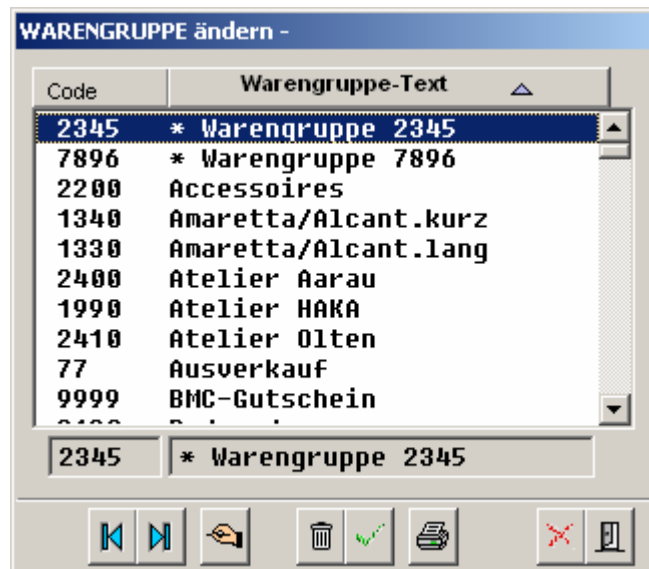 WARENGRUPPE ändern -
Code Warengruppe-Text
2345 * Warengruppe 2345
7896 * Warengruppe 7896
2200 Accessoires
1340 Amaretta/Alcant.kurz
1330 Amaretta/Alcant.lang
2400 Atelier Aarau
1990 Atelier HAKA
2410 Atelier Olten
77 Ausverkauf
9999 BMC-Gutschein
2345 * Warengruppe 2345